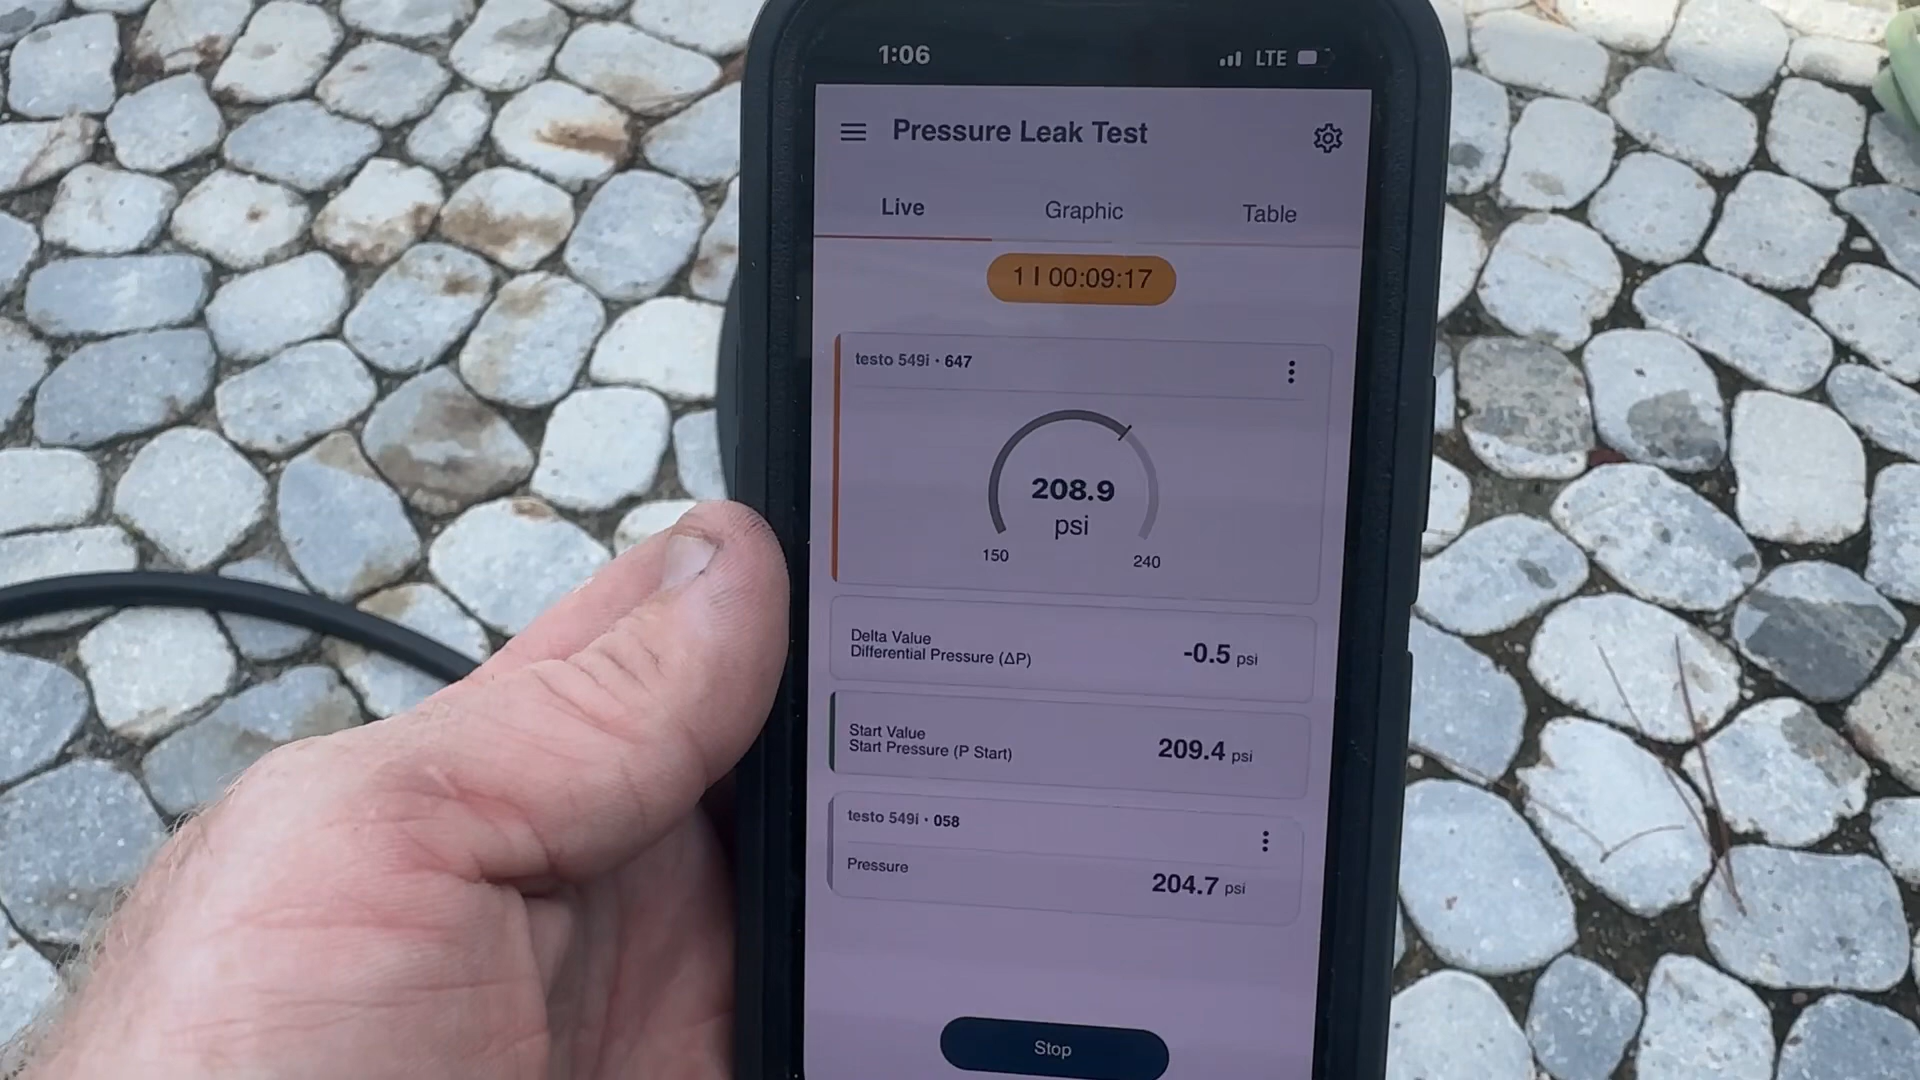 1:06 LTE
Pressure Leak Test
Live Graphic Table
1 | 00:09:17
testo 549i • 647
208.9
psi
150 240
Delta Value
Differential Pressure (ΔP)
-0.5 psi
Start Value
Start Pressure (P Start)
209.4 psi
testo 549i • 058
Pressure
204.7 psi
Stop